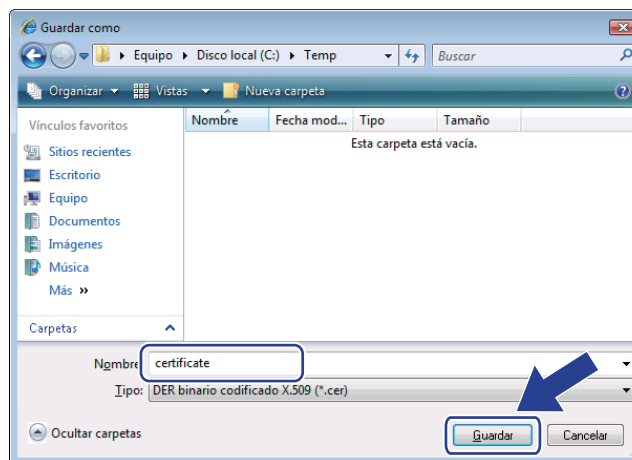 Guardar como
Equipo Disco local (C:) Temp Buscar
Organizar Vistas Nueva carpeta
Vínculos favoritos
Nombre Fecha mod... Tipo Tamaño
Esta carpeta está vacía.
Sitios recientes
Escritorio
Equipo
Documentos
Imágenes
Música
Más »
Carpetas
Nombre: certificate
Tipo: DER binario codificado X.509 (*.cer)
Ocultar carpetas Guardar Cancelar